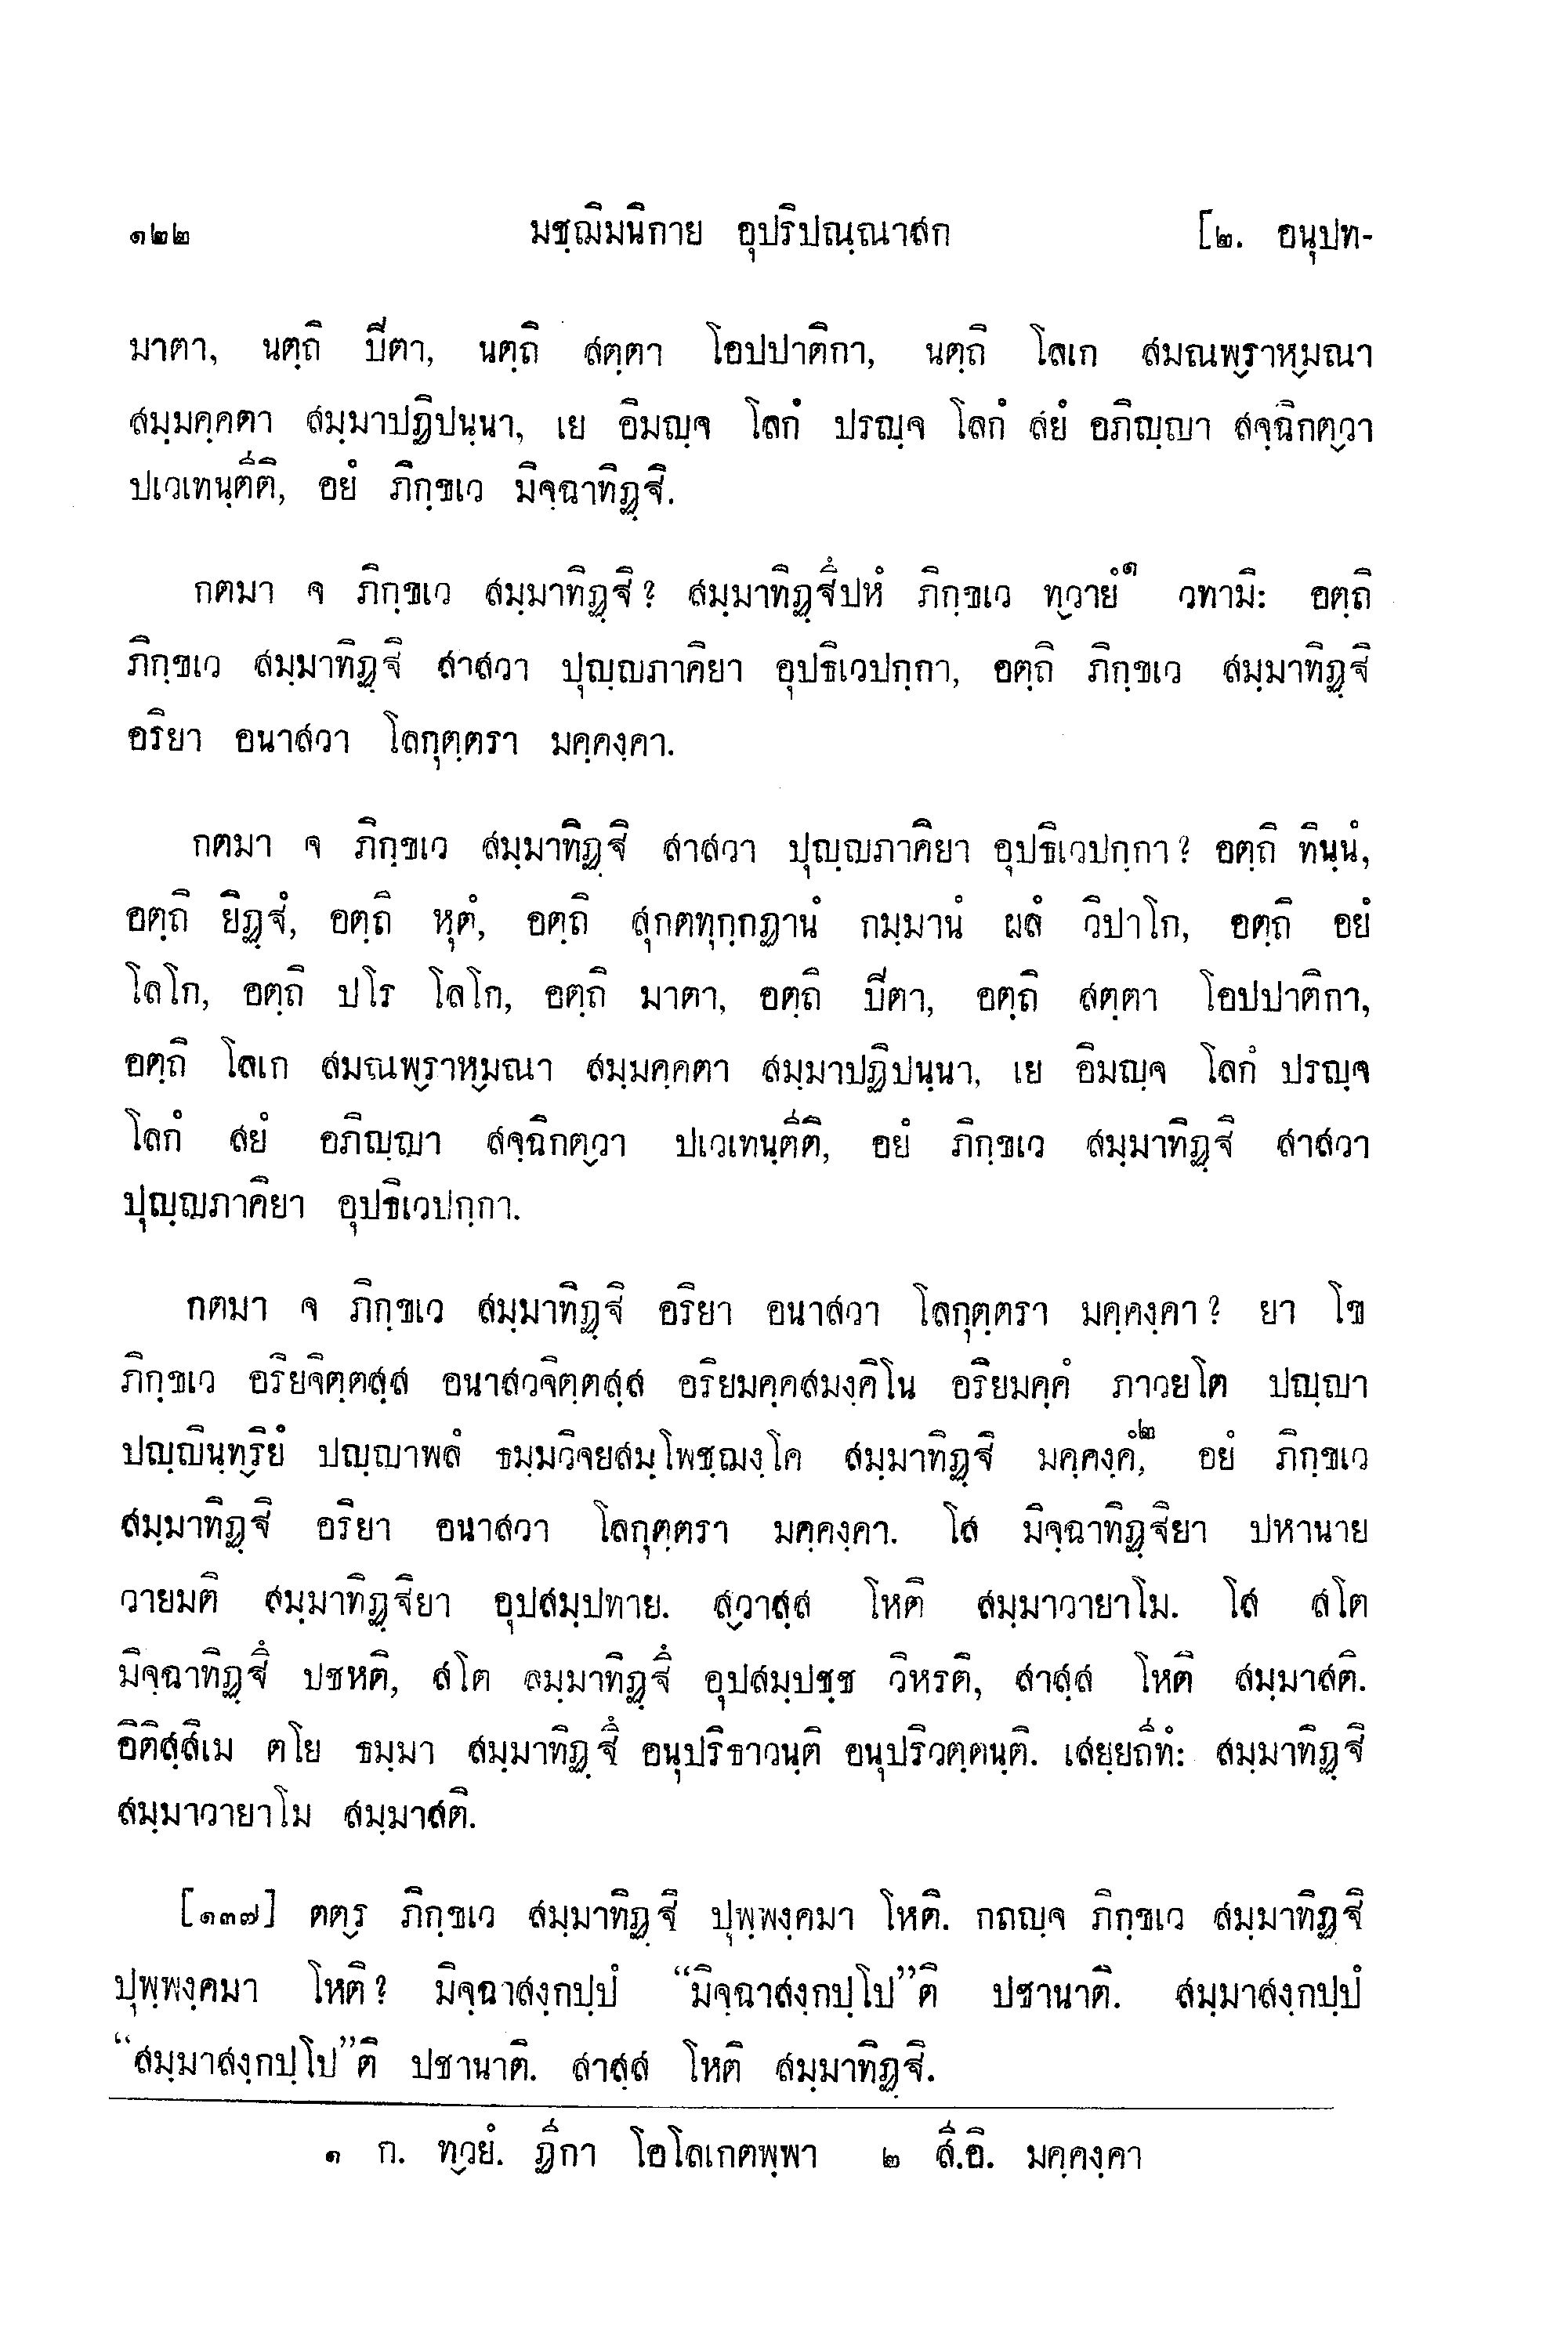 ๑๒๒ มชฺฌิมนิกาย อุปริปณฺณาสก [๒. อนุปท-
มาตา, นตฺถิ ปีตา, นตฺถิ สตฺตา โอปปาติกา, นตฺถิ โลเก สมณพฺราหฺมณา
สมฺมคฺคตา สมฺมาปฏิปนฺนา, เย อิมญฺจ โลกํ ปรญฺจ โลกํ สยํ อภิญฺญา สจฺฉิกตฺวา
ปเวเทนฺตีติ, อยํ ภิกฺขเว มิจฺฉาทิฏฺฐิ.
กตมา จ ภิกฺขเว สมฺมาทิฏฺฐิ? สมฺมาทิฏฺฐึปหํ ภิกฺขเว ทฺวายํ๑ วทามิ: อตฺถิ
ภิกฺขเว สมฺมาทิฏฺฐิ สาสวา ปุญฺญภาคิยา อุปธิเวปกฺกา, อตฺถิ ภิกฺขเว สมฺมาทิฏฺฐิ
อริยา อนาสวา โลกุตฺตรา มคฺคงฺคา.
กตมา จ ภิกฺขเว สมฺมาทิฏฺฐิ สาสวา ปุญฺญภาคิยา อุปธิเวปกฺกา? อตฺถิ ทินฺนํ,
อตฺถิ ยิฏฺฐํ, อตฺถิ หุตํ, อตฺถิ สุกตทุกฺกฏานํ กมฺมานํ ผลํ วิปาโก, อตฺถิ อยํ
โลโก, อตฺถิ ปโร โลโก, อตฺถิ มาตา, อตฺถิ ปีตา, อตฺถิ สตฺตา โอปปาติกา,
อตฺถิ โลเก สมณพฺราหฺมณา สมฺมคฺคตา สมฺมาปฏิปนฺนา, เย อิมญฺจ โลกํ ปรญฺจ
โลกํ สยํ อภิญฺญา สจฺฉิกตฺวา ปเวเทนฺตีติ, อยํ ภิกฺขเว สมฺมาทิฏฺฐิ สาสวา
ปุญฺญภาคิยา อุปธิเวปกฺกา.
กตมา จ ภิกฺขเว สมฺมาทิฏฺฐิ อริยา อนาสวา โลกุตฺตรา มคฺคงฺคา? ยา โข
ภิกฺขเว อริยจิตฺตสฺส อนาสวจิตฺตสฺส อริยมคฺคสมงฺคิโน อริยมคฺคํ ภาวยโต ปญฺญา
ปญฺญินฺทฺริยํ ปญฺญาพลํ ธมฺมวิจยสมฺโพชฺฌงฺโค สมฺมาทิฏฺฐิ มคฺคงฺคํ,๒ อยํ ภิกฺขเว
สมฺมาทิฏฺฐิ อริยา อนาสวา โลกุตฺตรา มคฺคงฺคา. โส มิจฺฉาทิฏฺฐิยา ปหานาย
วายมติ สมฺมาทิฏฺฐิยา อุปสมฺปทาย. สฺวาสฺส โหติ สมฺมาวายาโม. โส สโต
มิจฺฉาทิฏฺฐึ ปชหติ, สโต สมฺมาทิฏฺฐึ อุปสมฺปชฺช วิหรติ, สาสฺส โหติ สมฺมาสติ.
อิติสฺสิเม ตโย ธมฺมา สมฺมาทิฏฺฐึ อนุปริธาวนฺติ อนุปริวตฺตนฺติ. เสยฺยถีทํ: สมฺมาทิฏฺฐิ
สมฺมาวายาโม สมฺมาสติ.
[๑๓๗] ตตฺร ภิกฺขเว สมฺมาทิฏฺฐิ ปุพฺพงฺคมา โหติ. กถญฺจ ภิกฺขเว สมฺมาทิฏฺฐิ
ปุพฺพงฺคมา โหติ? มิจฺฉาสงฺกปฺปํ “มิจฺฉาสงฺกปฺโป”ติ ปชานาติ. สมฺมาสงฺกปฺปํ
“สมฺมาสงฺกปฺโป”ติ ปชานาติ. สาสฺส โหติ สมฺมาทิฏฺฐิ.
๑ ก. ทฺวยํ. ฏีกา โอโลเกตพฺพา ๒ สี.อิ. มคฺคงฺคา